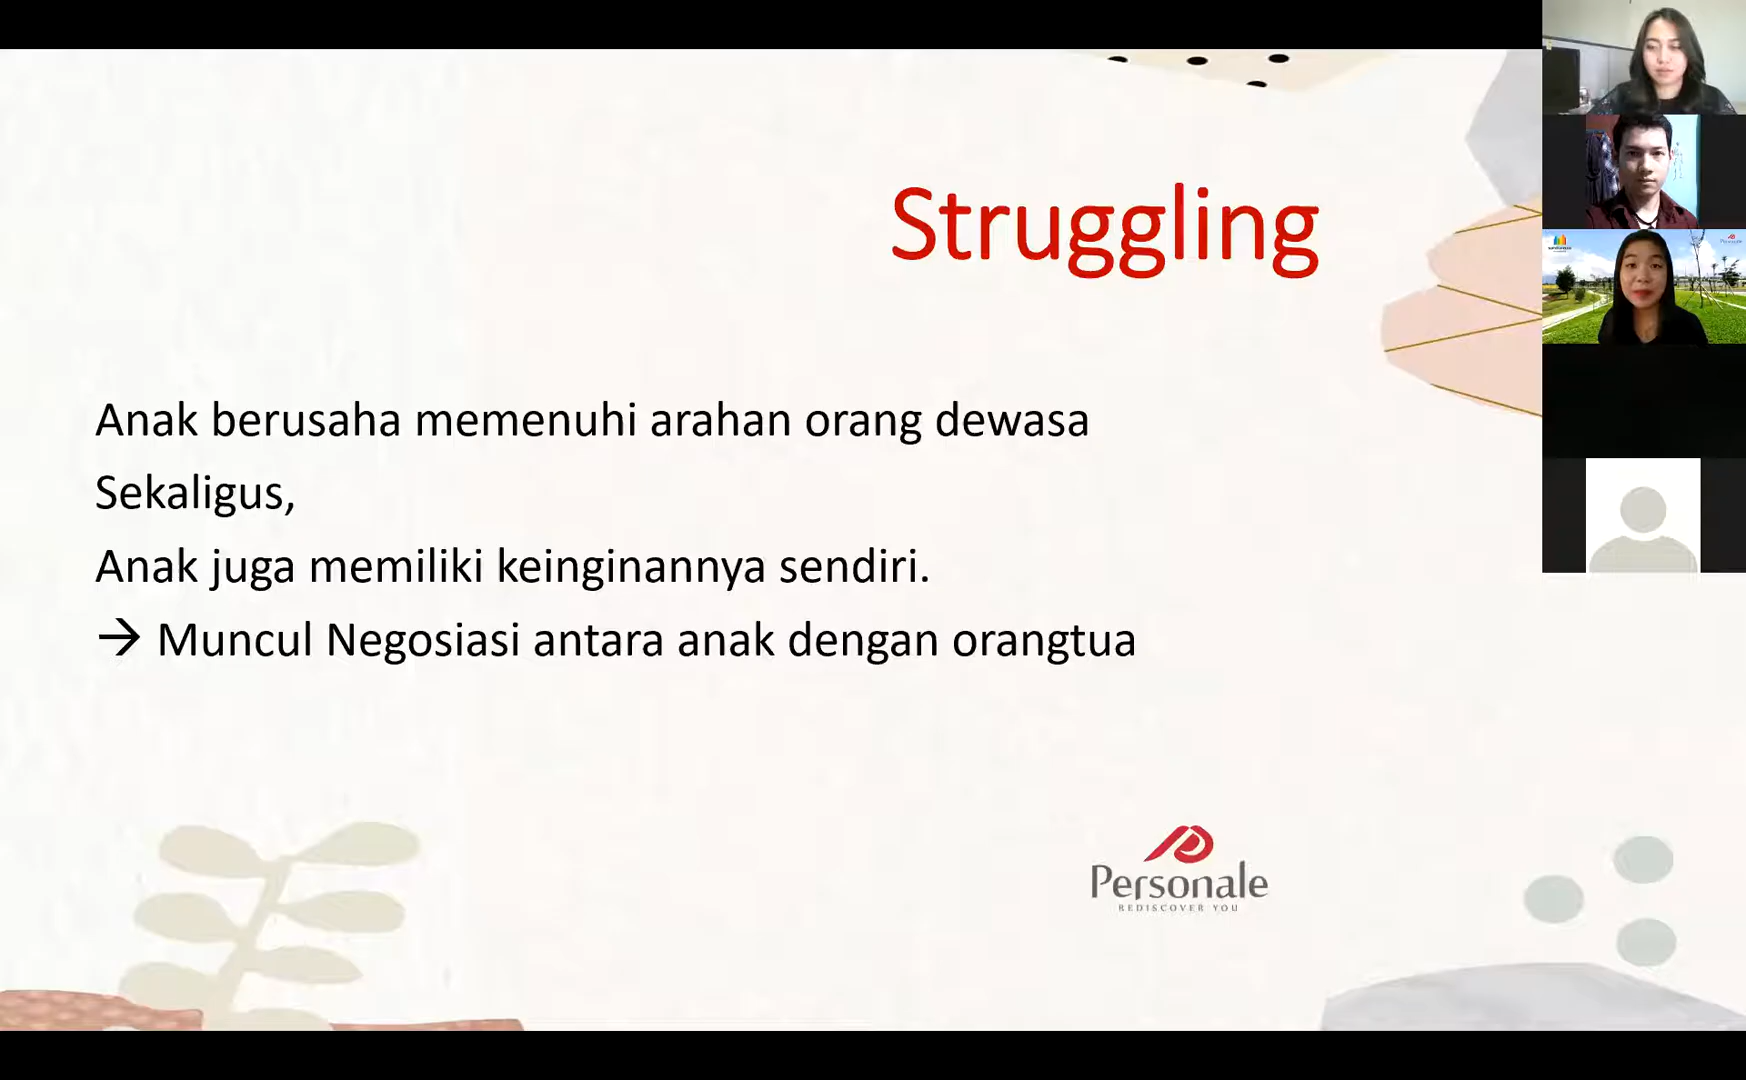 Struggling
Anak berusaha memenuhi arahan orang dewasa
Sekaligus,
Anak juga memiliki keinginannya sendiri.
→ Muncul Negosiasi antara anak dengan orangtua
Personale
REDISCOVER YOU
Personale